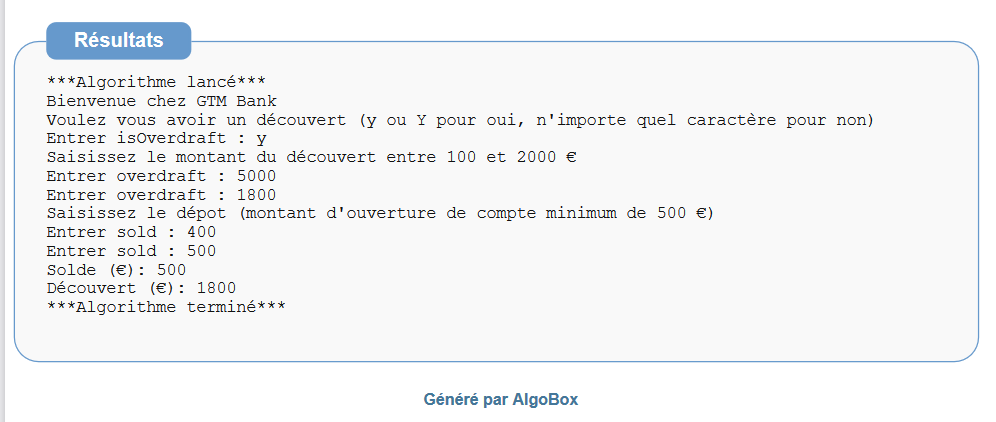 Résultats
***Algorithme lancé***
Bienvenue chez GTM Bank
Voulez vous avoir un découvert (y ou Y pour oui, n'importe quel caractère pour non)
Entrer isOverdraft : y
Saisissez le montant du découvert entre 100 et 2000 €
Entrer overdraft : 5000
Entrer overdraft : 1800
Saisissez le dépot (montant d'ouverture de compte minimum de 500 €)
Entrer sold : 400
Entrer sold : 500
Solde (€): 500
Découvert (€): 1800
***Algorithme terminé***
Généré par AlgoBox